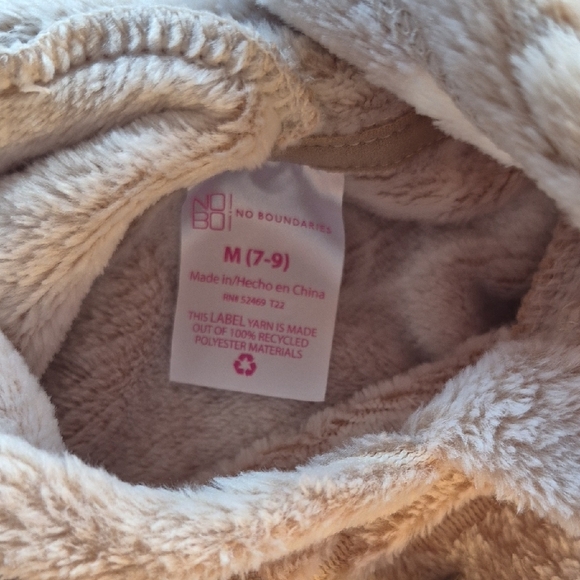 NO!
BO!
NO BOUNDARIES
M (7-9)
Made in/Hecho en China
RN# 52469 T22
THIS LABEL YARN IS MADE
OUT OF 100% RECYCLED
POLYESTER MATERIALS